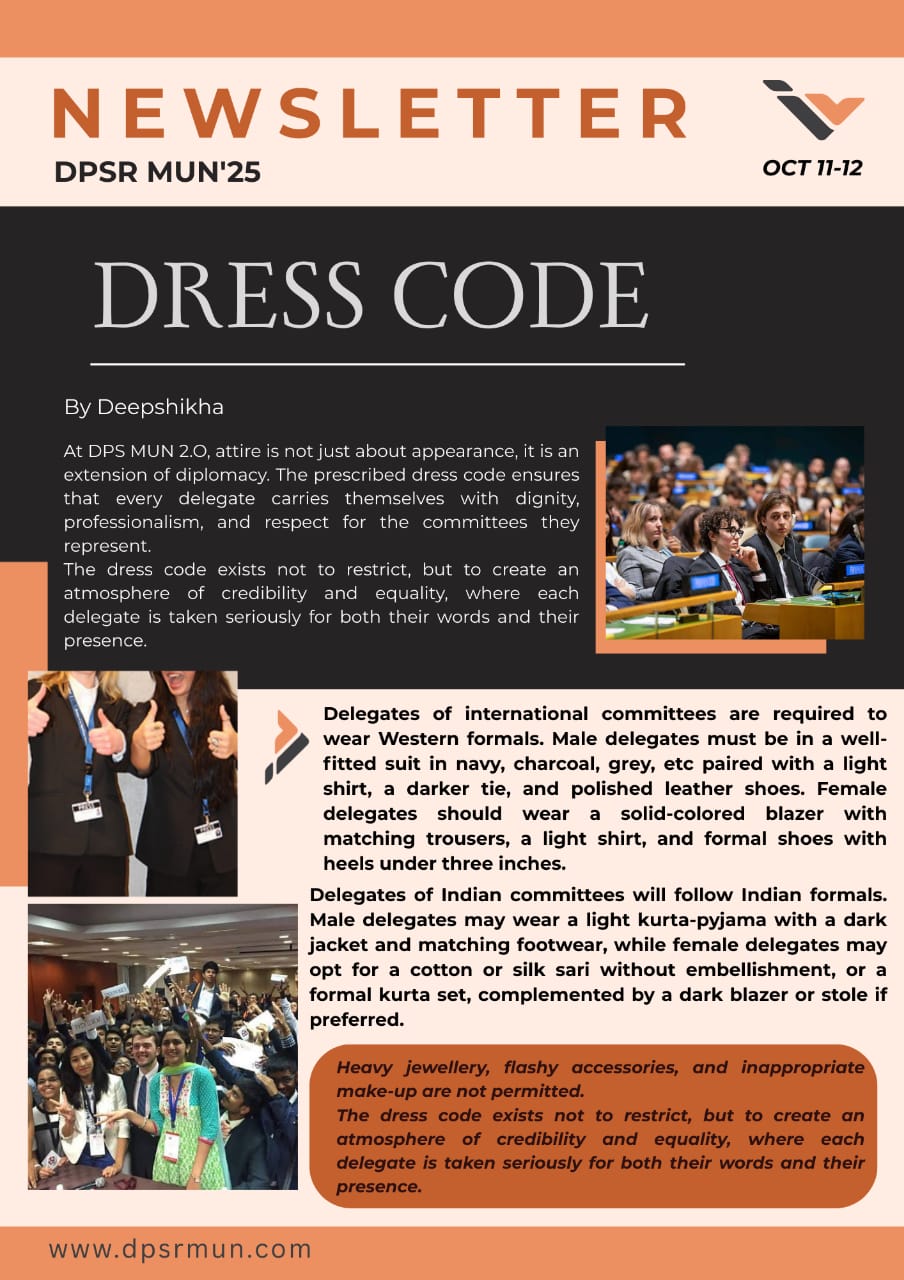 NEWSLETTER
DPSR MUN'25
OCT 11-12
DRESS CODE
By Deepshikha
At DPS MUN 2.O, attire is not just about appearance, it is an
extension of diplomacy. The prescribed dress code ensures
that every delegate carries themselves with dignity,
professionalism, and respect for the committees they
represent.
The dress code exists not to restrict, but to create an
atmosphere of credibility and equality, where each
delegate is taken seriously for both their words and their
presence.
PRESS
PRESS
Delegates of international committees are required to
wear Western formals. Male delegates must be in a well-
fitted suit in navy, charcoal, grey, etc paired with a light
shirt, a darker tie, and polished leather shoes. Female
delegates should wear a solid-colored blazer with
matching trousers, a light shirt, and formal shoes with
heels under three inches.
Delegates of Indian committees will follow Indian formals.
Male delegates may wear a light kurta-pyjama with a dark
jacket and matching footwear, while female delegates may
opt for a cotton or silk sari without embellishment, or a
formal kurta set, complemented by a dark blazer or stole if
preferred.
Heavy jewellery, flashy accessories, and inappropriate
make-up are not permitted.
The dress code exists not to restrict, but to create an
atmosphere of credibility and equality, where each
delegate is taken seriously for both their words and their
presence.
www.dpsrmun.com